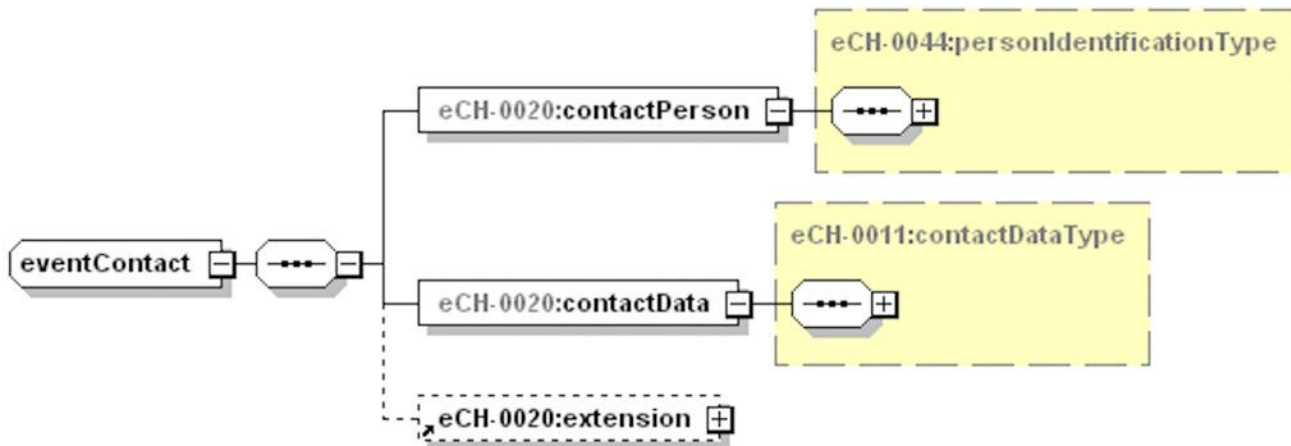 eCH-0044:personIdentificationType
eCH-0020:contactPerson
eCH-0011:contactDataType
eventContact
eCH-0020:contactData
eCH-0020:extension